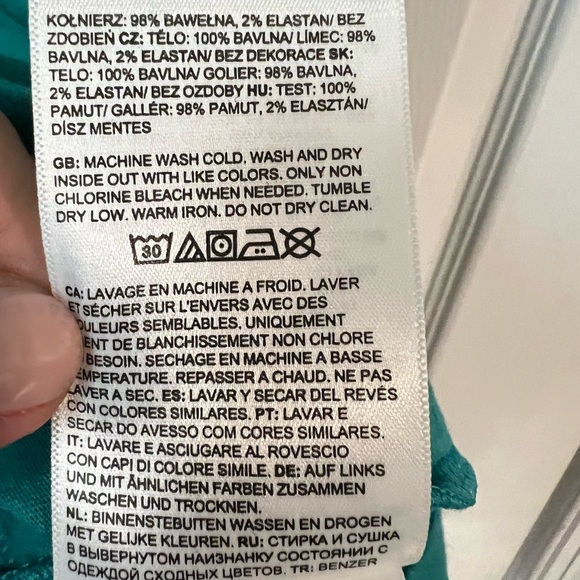 KOŁNIERZ: 98% BAWEŁNA, 2% ELASTAN/ BEZ
ZDOBIEŃ CZ: TĚLO: 100% BAVLNA/ LÍMEC: 98%
BAVLNA, 2% ELASTAN/ BEZ DEKORACE SK:
TELO: 100% BAVLNA/ GOLIER: 98% BAVLNA,
2% ELASTAN/ BEZ OZDOBY HU: TEST: 100%
PAMUT/ GALLÉR: 98% PAMUT, 2% ELASZTÁN/
DÍSZ MENTES
GB: MACHINE WASH COLD. WASH AND DRY
INSIDE OUT WITH LIKE COLORS. ONLY NON
CHLORINE BLEACH WHEN NEEDED. TUMBLE
DRY LOW. WARM IRON. DO NOT DRY CLEAN.
30
CA: LAVAGE EN MACHINE A FROID. LAVER
ET SÉCHER SUR L'ENVERS AVEC DES
OULEURS SEMBLABLES. UNIQUEMENT
ENT DE BLANCHISSEMENT NON CHLORE
BESOIN. SECHAGE EN MACHINE A BASSE
EMPERATURE. REPASSER A CHAUD. NE PAS
LAVER A SEC. ES: LAVAR Y SECAR DEL REVÉS
CON COLORES SIMILARES. PT: LAVAR E
SECAR DO AVESSO COM CORES SIMILARES.
IT: LAVARE E ASCIUGARE AL ROVESCIO
CON CAPI DI COLORE SIMILE. DE: AUF LINKS
UND MIT ÄHNLICHEN FARBEN ZUSAMMEN
WASCHEN UND TROCKNEN.
NL: BINNENSTEBUITEN WASSEN EN DROGEN
MET GELIJKE KLEUREN. RU: СТИРКА И СУШКА
В ВЫВЕРНУТОМ НАИЗНАНКУ СОСТОЯНИИ С
ОДЕЖДОЙ СХОДНЫХ ЦВЕТОВ. TR: BENZER